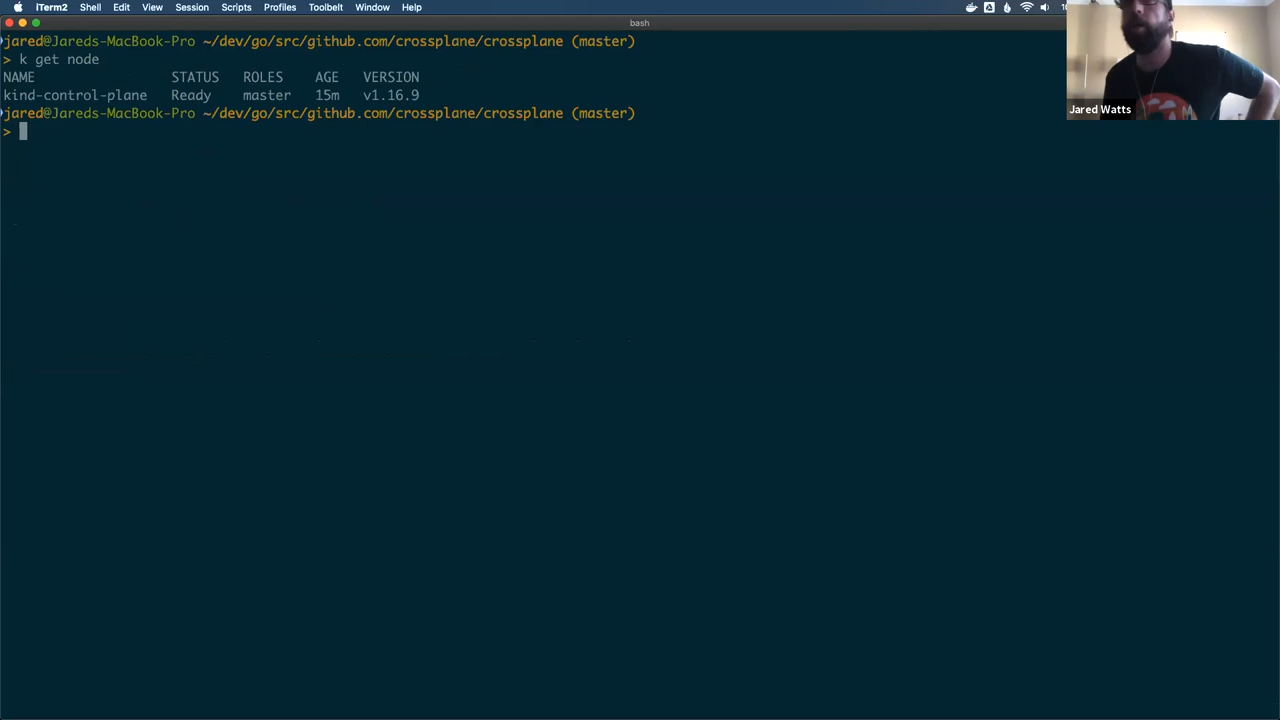 iTerm2 Shell Edit View Session Scripts Profiles Toolbelt Window Help
bash
jared@Jareds-MacBook-Pro ~/dev/go/src/github.com/crossplane/crossplane (master)
> k get node
NAME STATUS ROLES AGE VERSION
kind-control-plane Ready master 15m v1.16.9
jared@Jareds-MacBook-Pro ~/dev/go/src/github.com/crossplane/crossplane (master)
>
Jared Watts